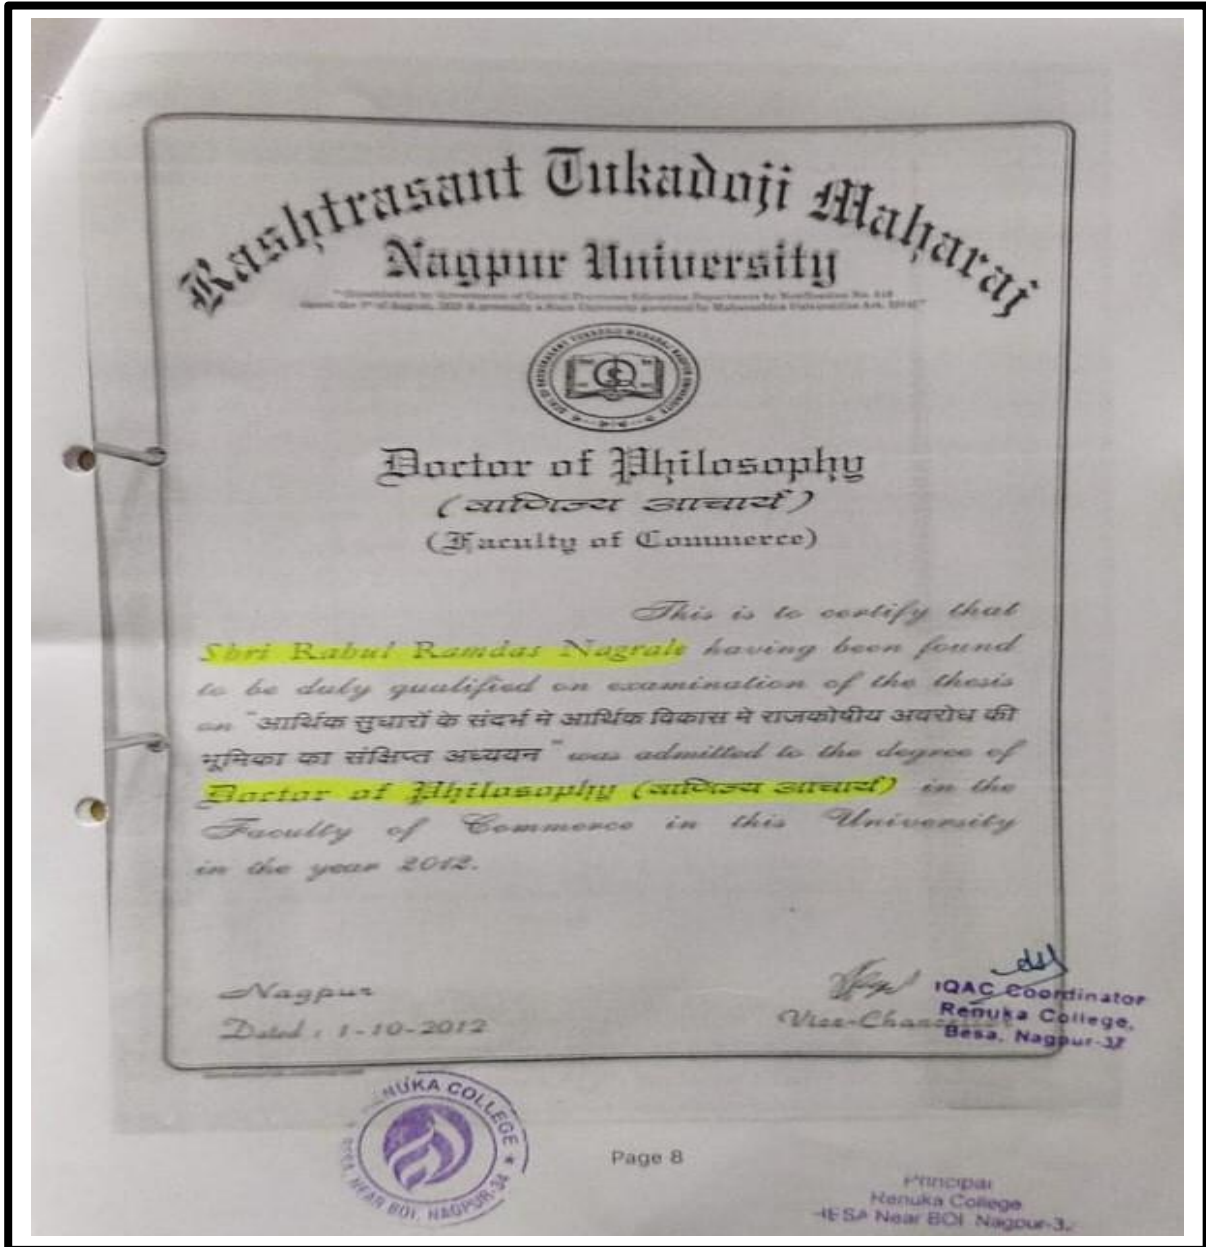 Rashtrasant Tukadoji Maharaj
Nagpur University
Doctor of Philosophy
(वाणिज्य आचार्य)
(Faculty of Commerce)
This is to certify that
Shri Rahul Ramdas Nagrale having been found
to be duly qualified on examination of the thesis
on "आर्थिक सुधारों के संदर्भ मे आर्थिक विकास मे राजकोषीय अवरोध की
भूमिका का संक्षिप्त अध्ययन" was admitted to the degree of
Doctor of Philosophy (वाणिज्य आचार्य) in the
Faculty of Commerce in this University
in the year 2012.
Nagpur
Dated : 1-10-2012
Vice-Chancellor
IQAC Coordinator
Renuka College,
Besa, Nagpur-37
RENUKA COLLEGE
NEAR BOI, NAGPUR-34
Page 8
Principal
Renuka College
BESA Near BOI Nagpur-3